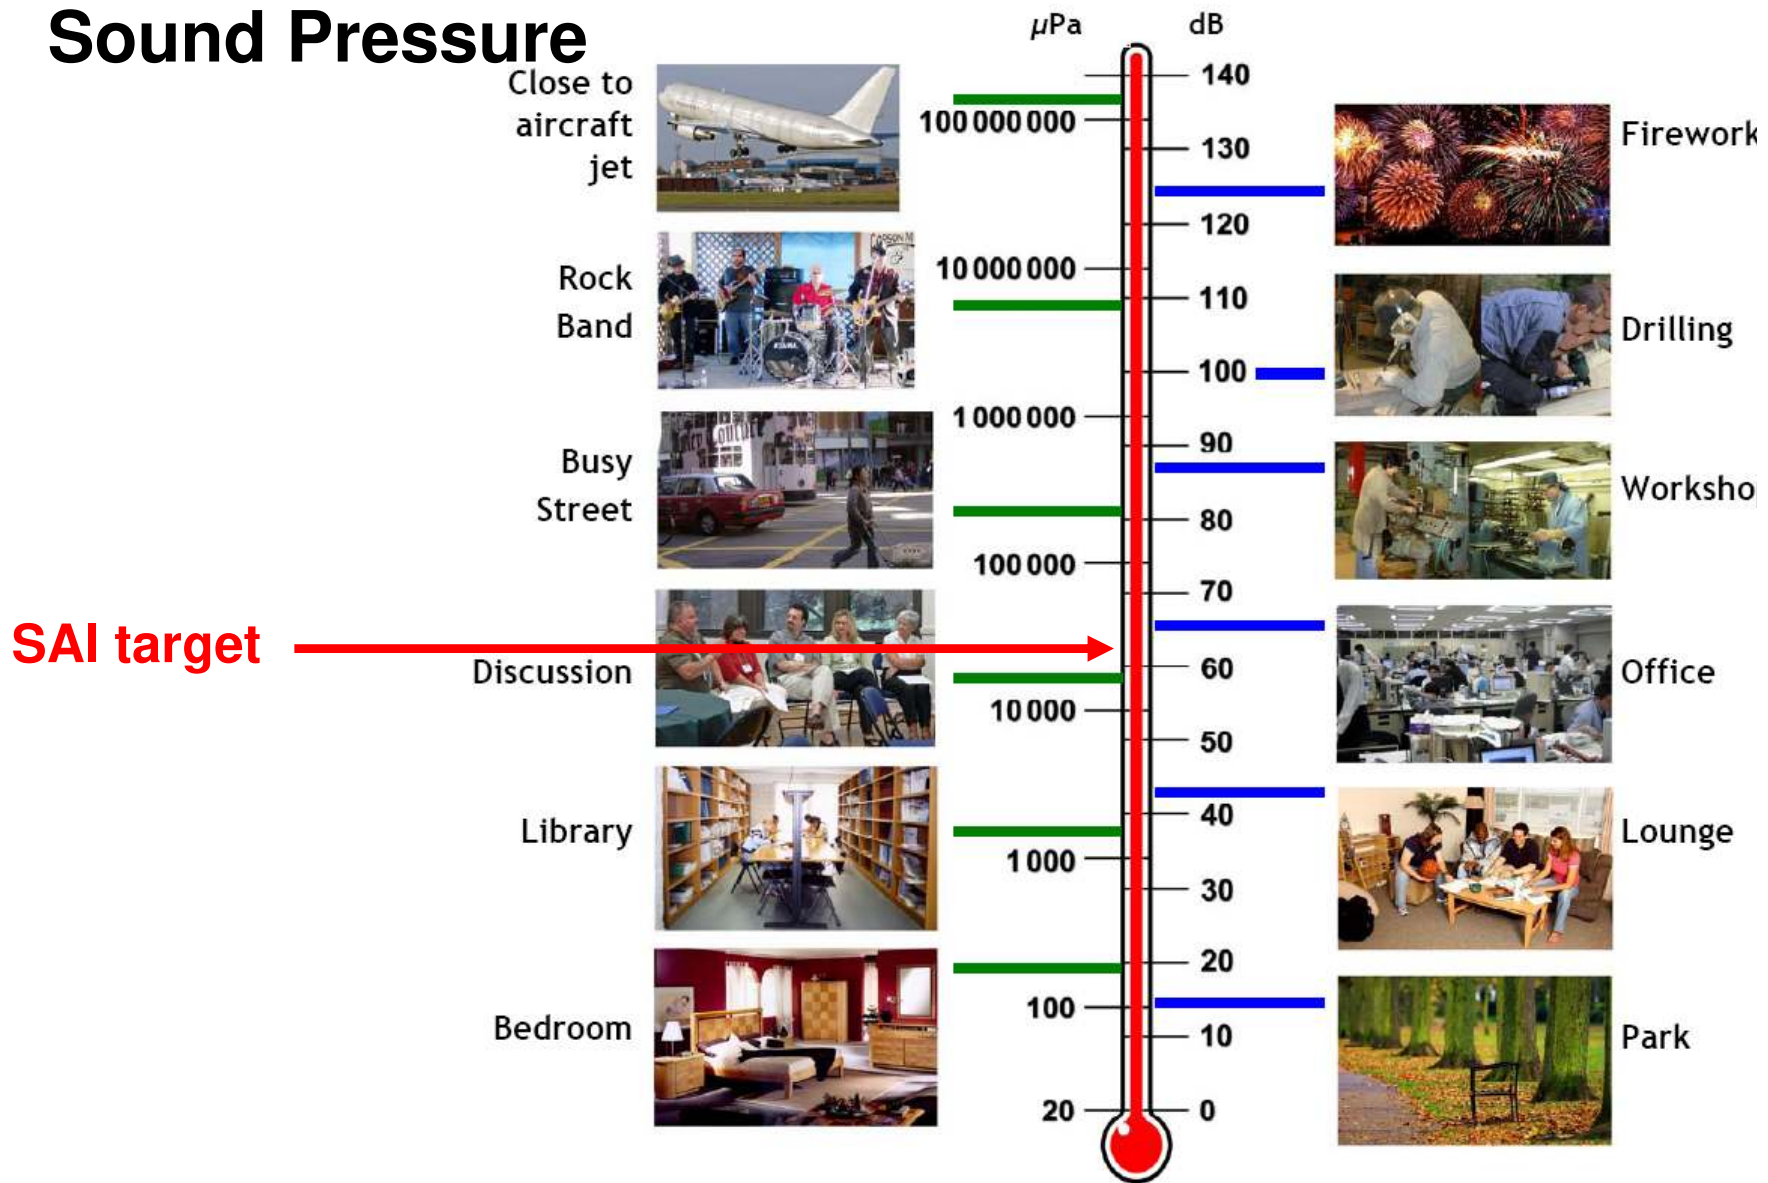 Sound Pressure
µPa
dB
Close to
aircraft
jet
Rock
Band
Busy
Street
Discussion
Library
Bedroom
SAI target
100 000 000
10 000 000
1 000 000
100 000
10 000
1 000
100
20
140
130
120
110
100
90
80
70
60
50
40
30
20
10
0
Firework
Drilling
Worksho
Office
Lounge
Park
TAMA